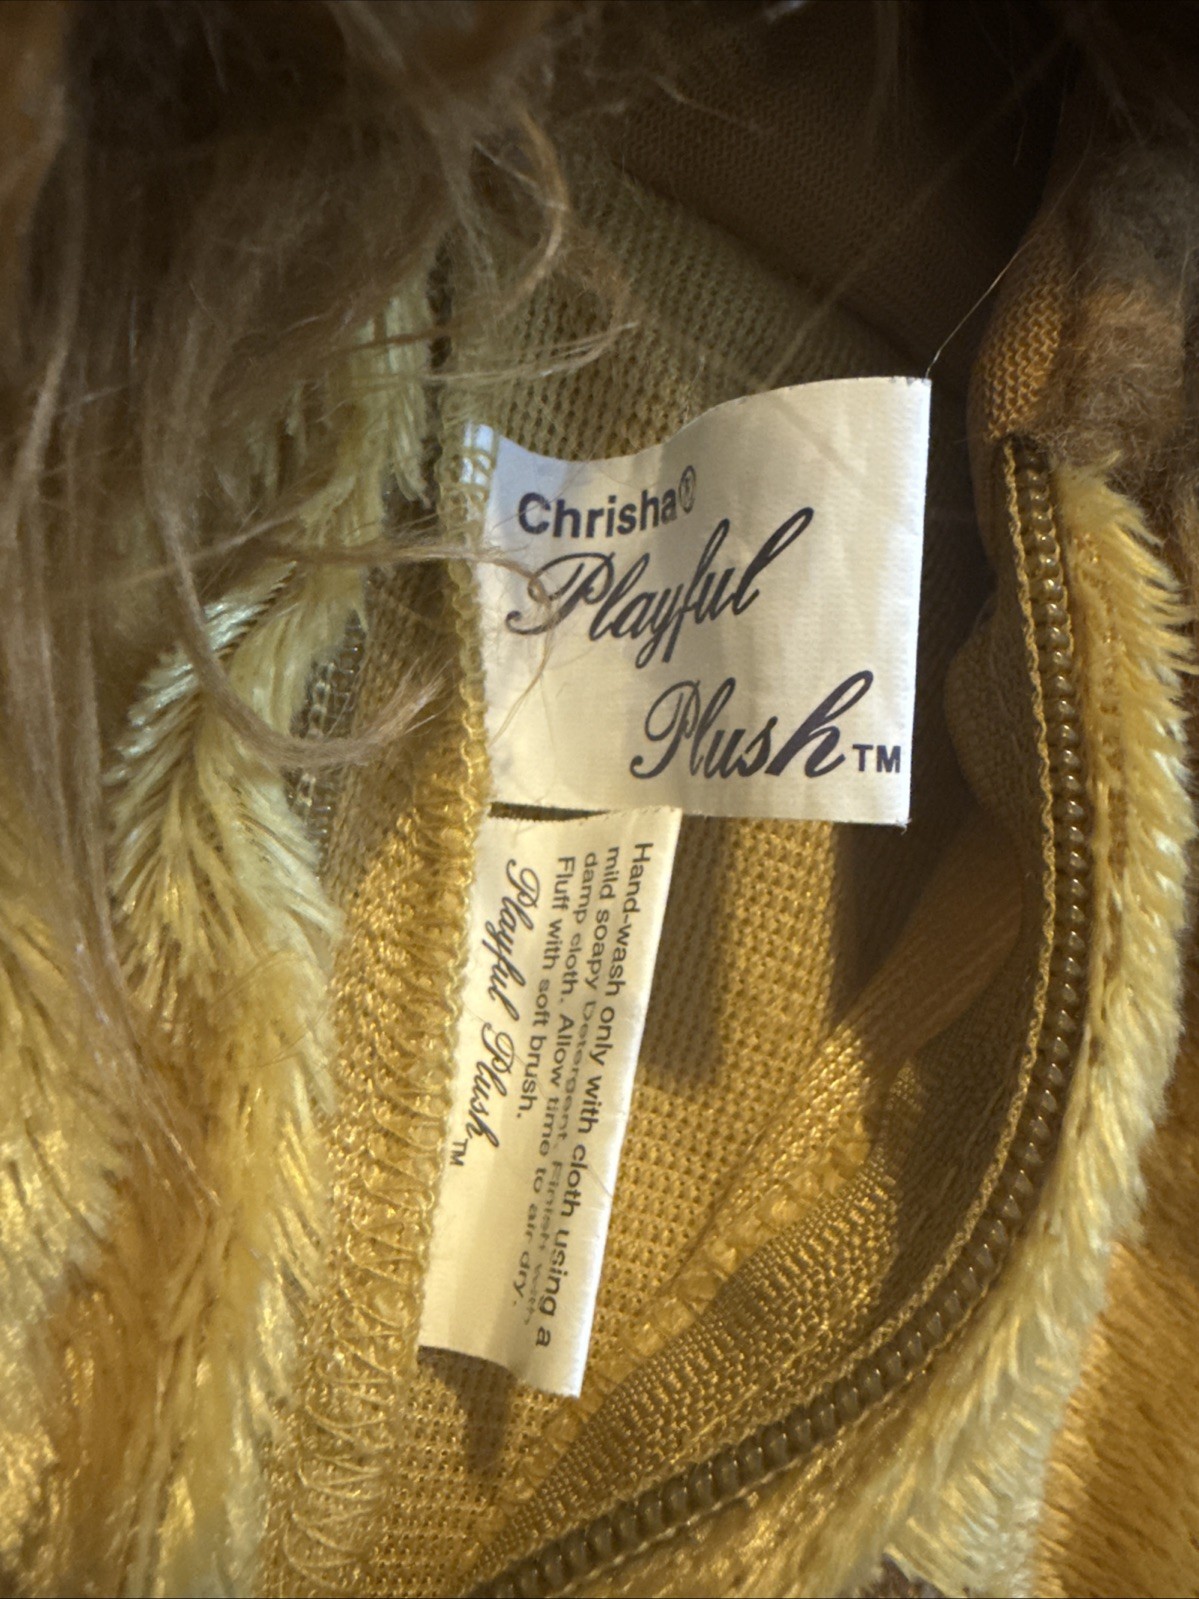 Chrisha®
Playful
Plush™
Hand-wash only with cloth using a
mild soapy Detergent. Finish with
damp cloth. Allow time to air dry.
Fluff with soft brush.
Playful Plush™